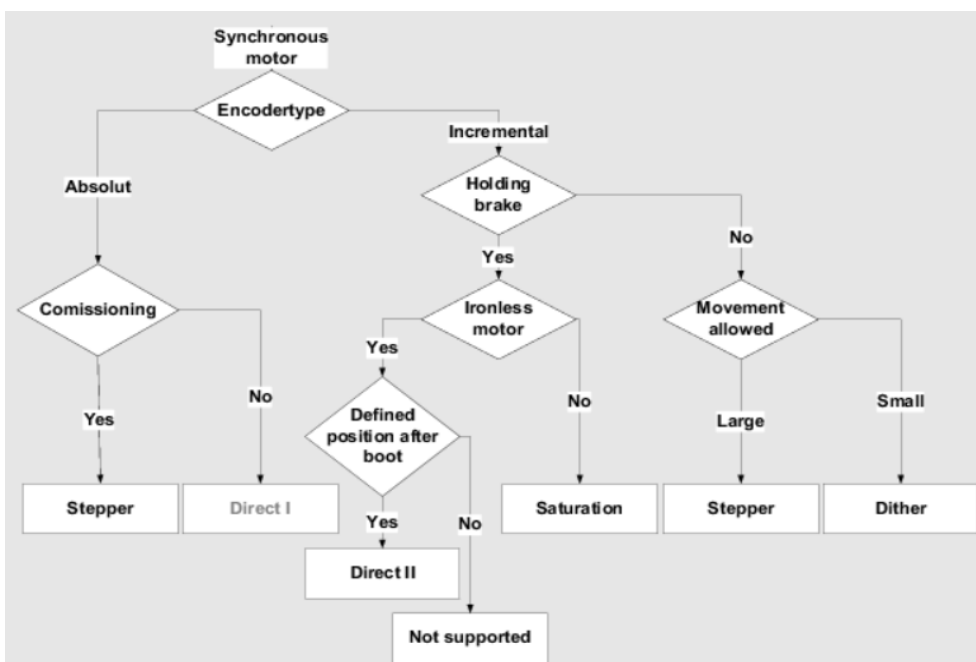 Synchronous
motor
Encodertype
Incremental
Absolut
Holding
brake
No
Yes
Comissioning
Ironless
motor
Movement
allowed
Yes
No
Yes
Defined
position after
boot
No
Large
Small
Stepper
Direct I
Saturation
Stepper
Dither
Yes
No
Direct II
Not supported